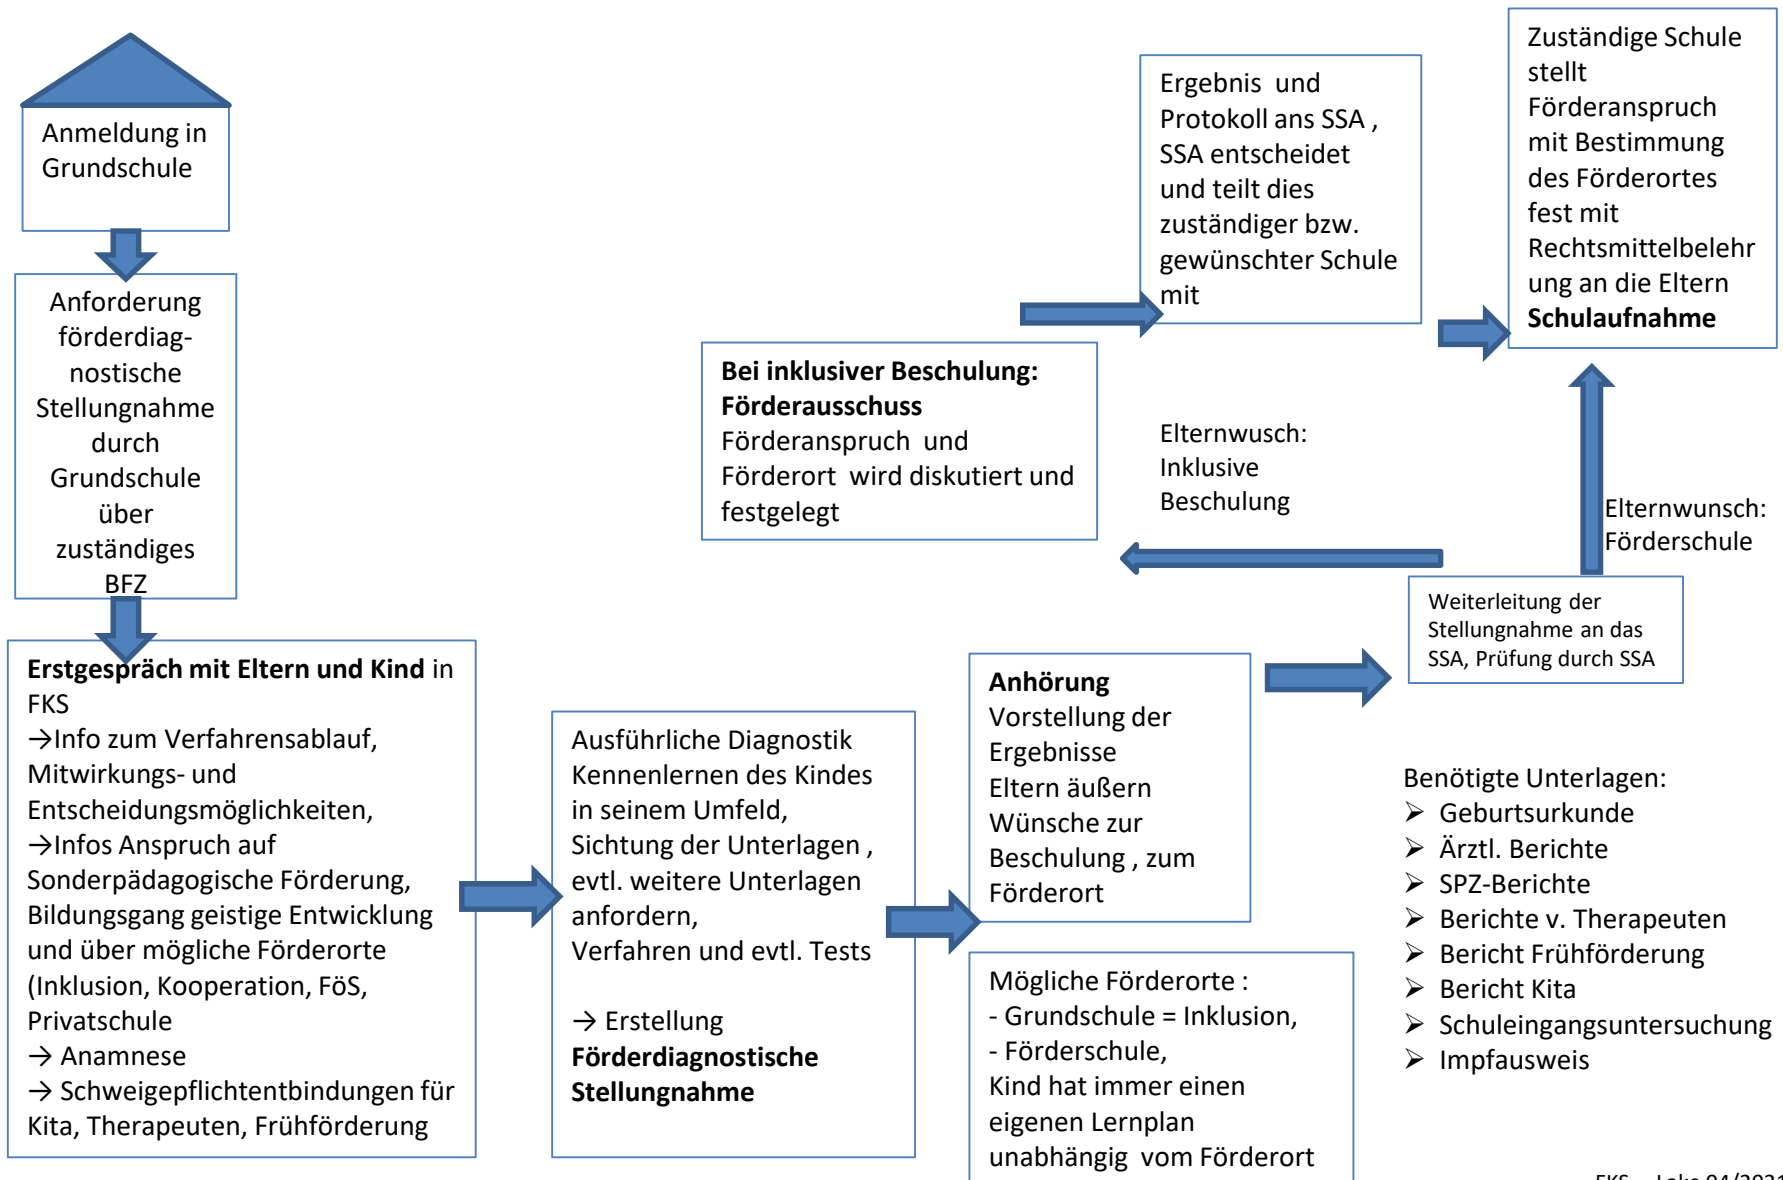 Anmeldung in
Grundschule
Anforderung
förderdiag-
nostische
Stellungnahme
durch
Grundschule
über
zuständiges
BFZ
Erstgespräch mit Eltern und Kind in
FKS
→Info zum Verfahrensablauf,
Mitwirkungs- und
Entscheidungsmöglichkeiten,
→Infos Anspruch auf
Sonderpädagogische Förderung,
Bildungsgang geistige Entwicklung
und über mögliche Förderorte
(Inklusion, Kooperation, FöS,
Privatschule
→ Anamnese
→ Schweigepflichtentbindungen für
Kita, Therapeuten, Frühförderung
Ausführliche Diagnostik
Kennenlernen des Kindes
in seinem Umfeld,
Sichtung der Unterlagen ,
evtl. weitere Unterlagen
anfordern,
Verfahren und evtl. Tests
→ Erstellung
Förderdiagnostische
Stellungnahme
Anhörung
Vorstellung der
Ergebnisse
Eltern äußern
Wünsche zur
Beschulung , zum
Förderort
Mögliche Förderorte :
- Grundschule = Inklusion,
- Förderschule,
Kind hat immer einen
eigenen Lernplan
unabhängig vom Förderort
Weiterleitung der
Stellungnahme an das
SSA, Prüfung durch SSA
Elternwusch:
Inklusive
Beschulung
Elternwunsch:
Förderschule
Bei inklusiver Beschulung:
Förderausschuss
Förderanspruch und
Förderort wird diskutiert und
festgelegt
Ergebnis und
Protokoll ans SSA ,
SSA entscheidet
und teilt dies
zuständiger bzw.
gewünschter Schule
mit
Zuständige Schule
stellt
Förderanspruch
mit Bestimmung
des Förderortes
fest mit
Rechtsmittelbelehr
ung an die Eltern
Schulaufnahme
Benötigte Unterlagen:
➢ Geburtsurkunde
➢ Ärztl. Berichte
➢ SPZ-Berichte
➢ Berichte v. Therapeuten
➢ Bericht Frühförderung
➢ Bericht Kita
➢ Schuleingangsuntersuchung
➢ Impfausweis